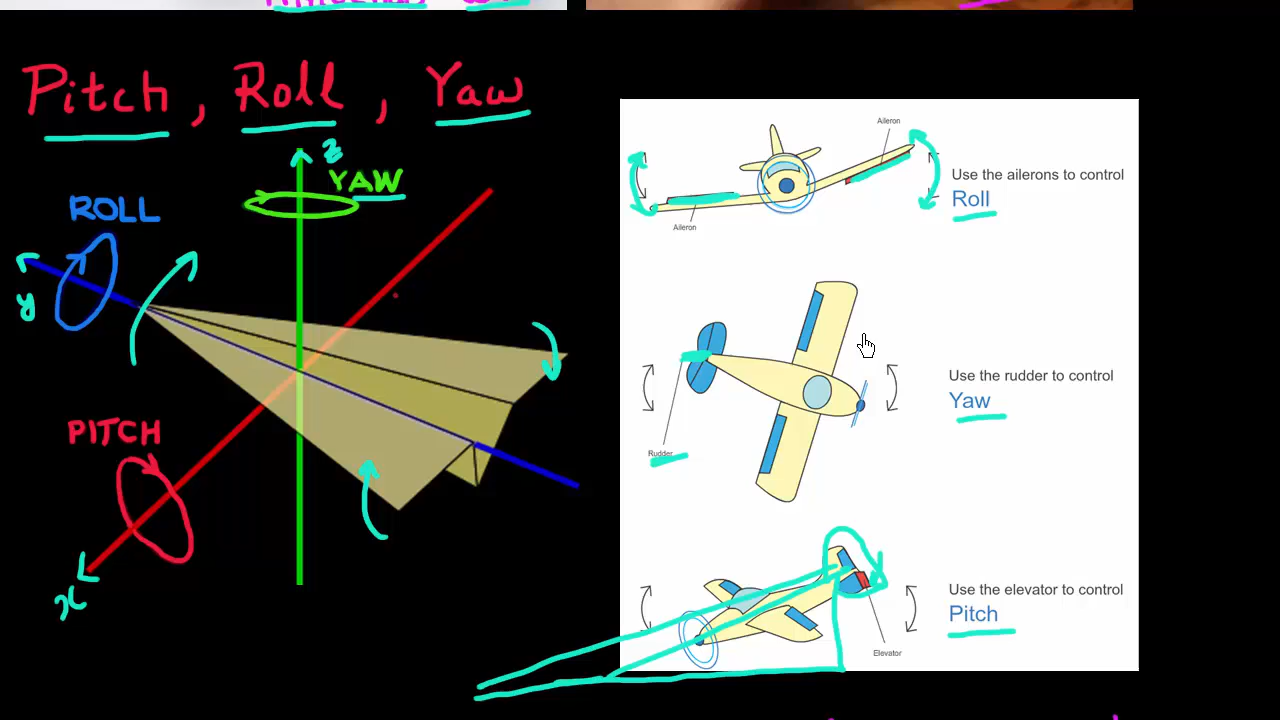 Pitch, Roll, Yaw
z
YAW
ROLL
y
PITCH
x
Aileron
Aileron
Use the ailerons to control
Roll
Use the rudder to control
Yaw
Rudder
Use the elevator to control
Pitch
Elevator